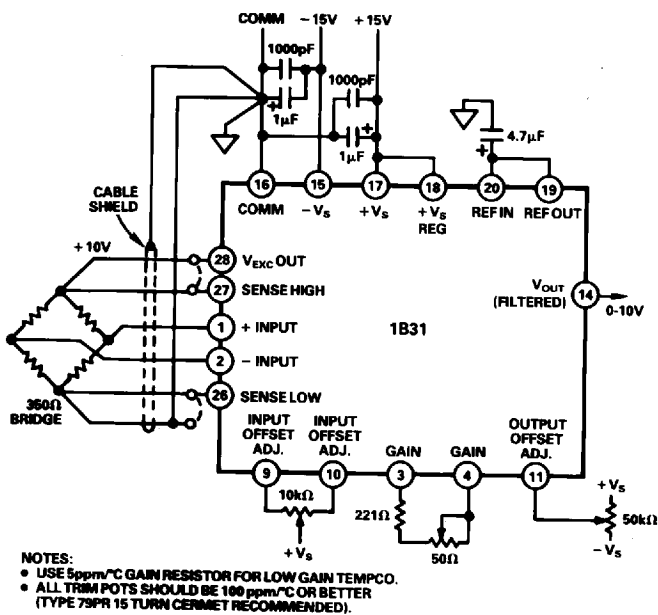 COMM −15V +15V
1000pF
1000pF
+
1µF
+
1µF
4.7µF
+
CABLE
SHIELD
16 15 17 18 20 19
COMM −VS +VS +VS
REG REF IN REF OUT
+10V
28 VEXC OUT
27 SENSE HIGH
1 + INPUT
2 − INPUT
26 SENSE LOW
1B31
VOUT
(FILTERED)
14
0-10V
350Ω
BRIDGE
INPUT
OFFSET
ADJ.
INPUT
OFFSET
ADJ.
GAIN
GAIN
OUTPUT
OFFSET
ADJ.
9 10 3 4 11
10kΩ
+VS
221Ω
50Ω
+VS
50kΩ
−VS
NOTES:
• USE 5ppm/°C GAIN RESISTOR FOR LOW GAIN TEMPCO.
• ALL TRIM POTS SHOULD BE 100 ppm/°C OR BETTER
(TYPE 79PR 15 TURN CERMET RECOMMENDED).